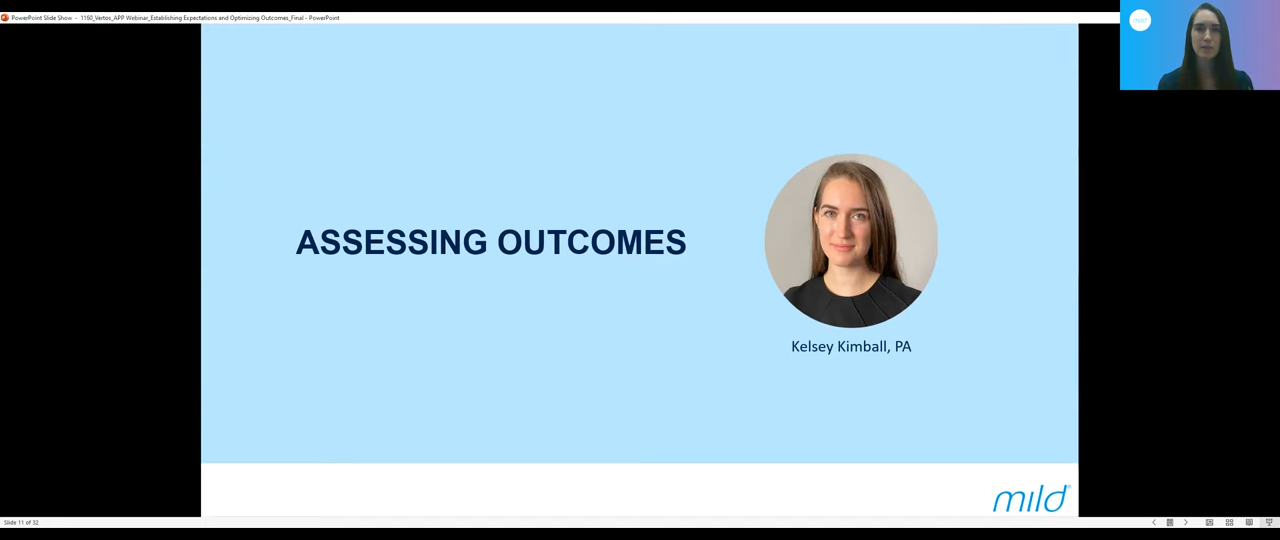 PowerPoint Slide Show - 1160_Vertos_APP Webinar_Establishing Expectations and Optimizing Outcomes_Final - PowerPoint
mild
ASSESSING OUTCOMES
Kelsey Kimball, PA
mild®
Slide 11 of 32